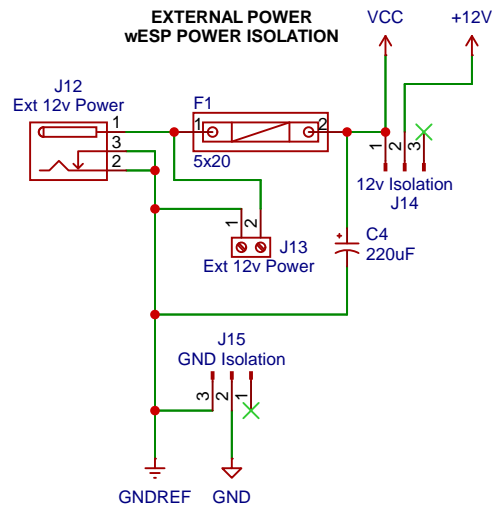 EXTERNAL POWER
wESP POWER ISOLATION
VCC
+12V
J12
Ext 12v Power
1
3
2
F1
1
2
5x20
1
2
3
12v Isolation
J14
1
2
J13
Ext 12v Power
+
C4
220uF
J15
GND Isolation
3
2
1
GNDREF
GND